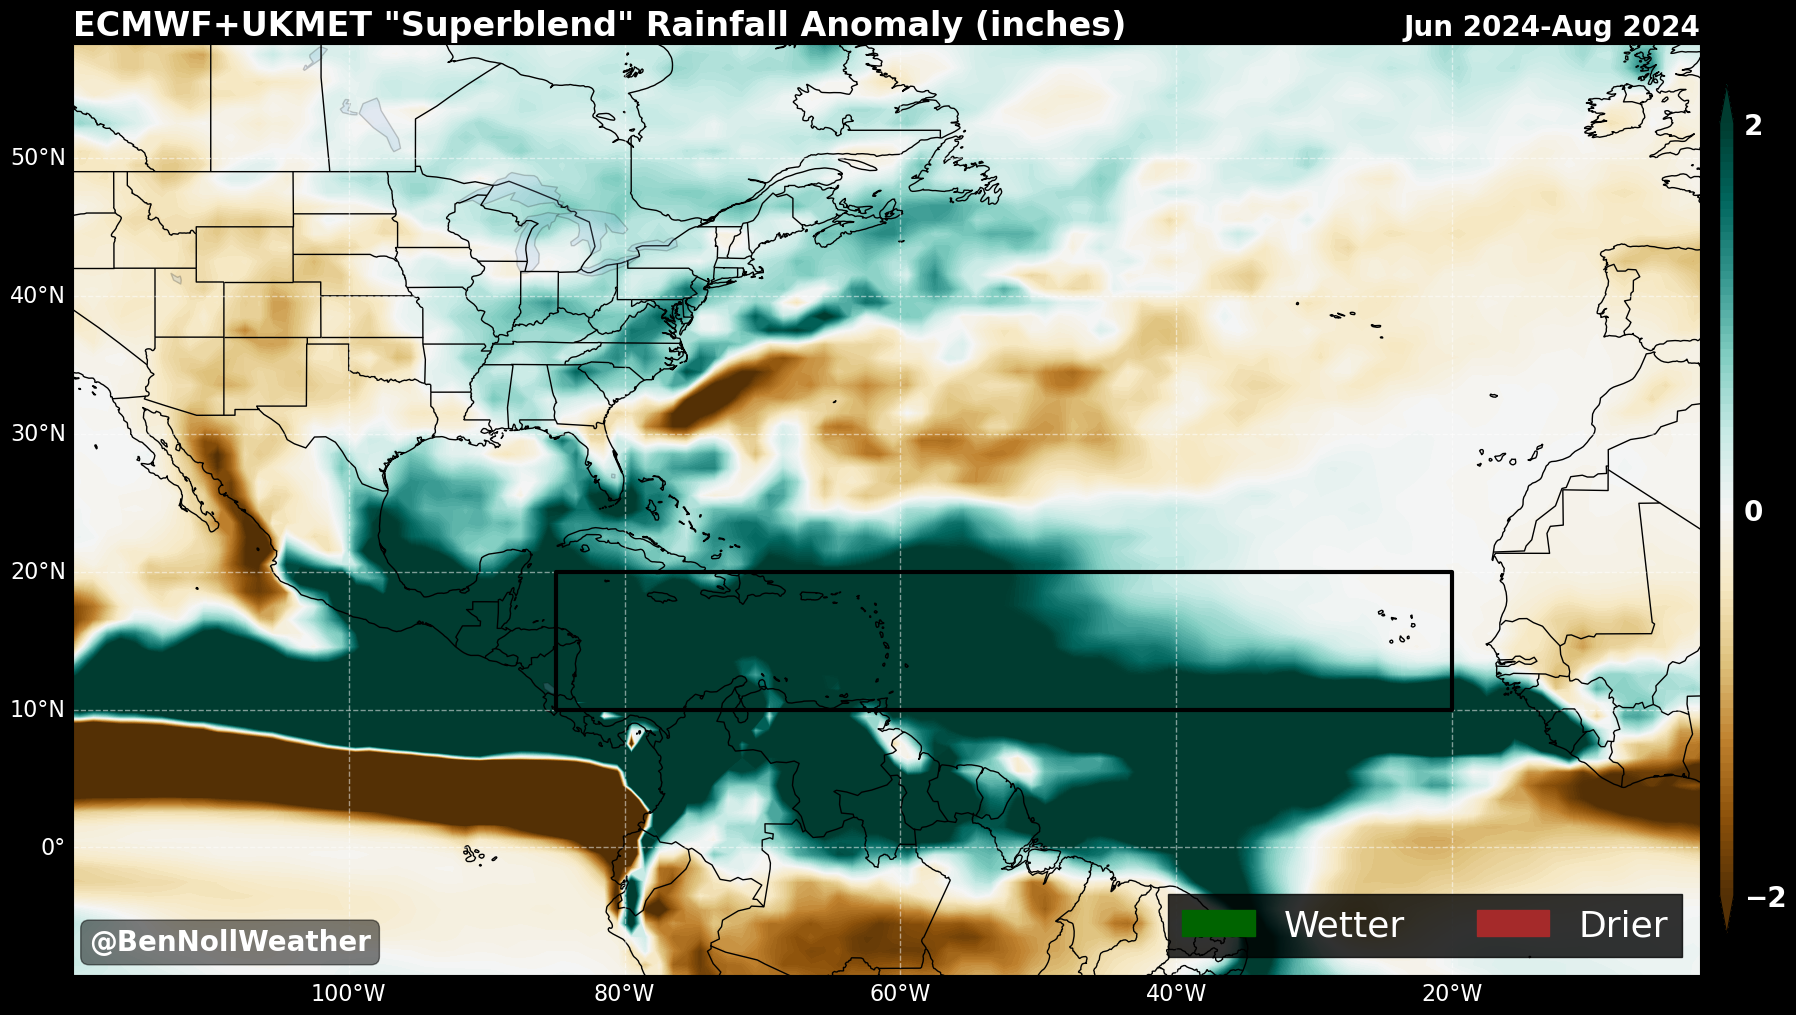 ECMWF+UKMET "Superblend" Rainfall Anomaly (inches)
Jun 2024-Aug 2024
50°N
40°N
30°N
20°N
10°N
0°
2
0
−2
@BenNollWeather
Wetter
Drier
100°W
80°W
60°W
40°W
20°W